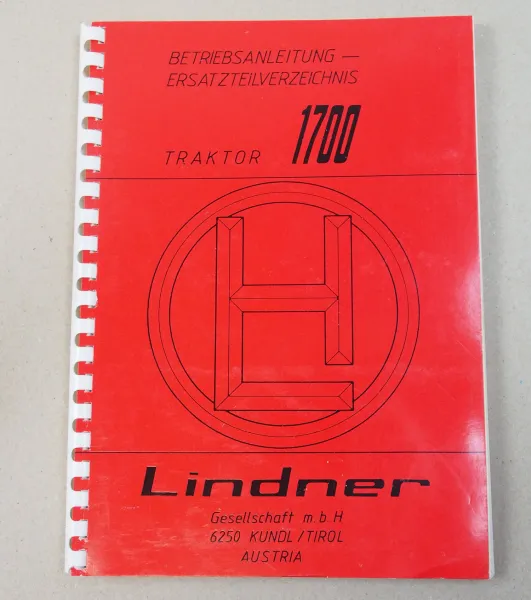 BETRIEBSANLEITUNG —
ERSATZTEILVERZEICHNIS
TRAKTOR 1700
Lindner
Gesellschaft m.b.H
6250 KUNDL/TIROL
AUSTRIA